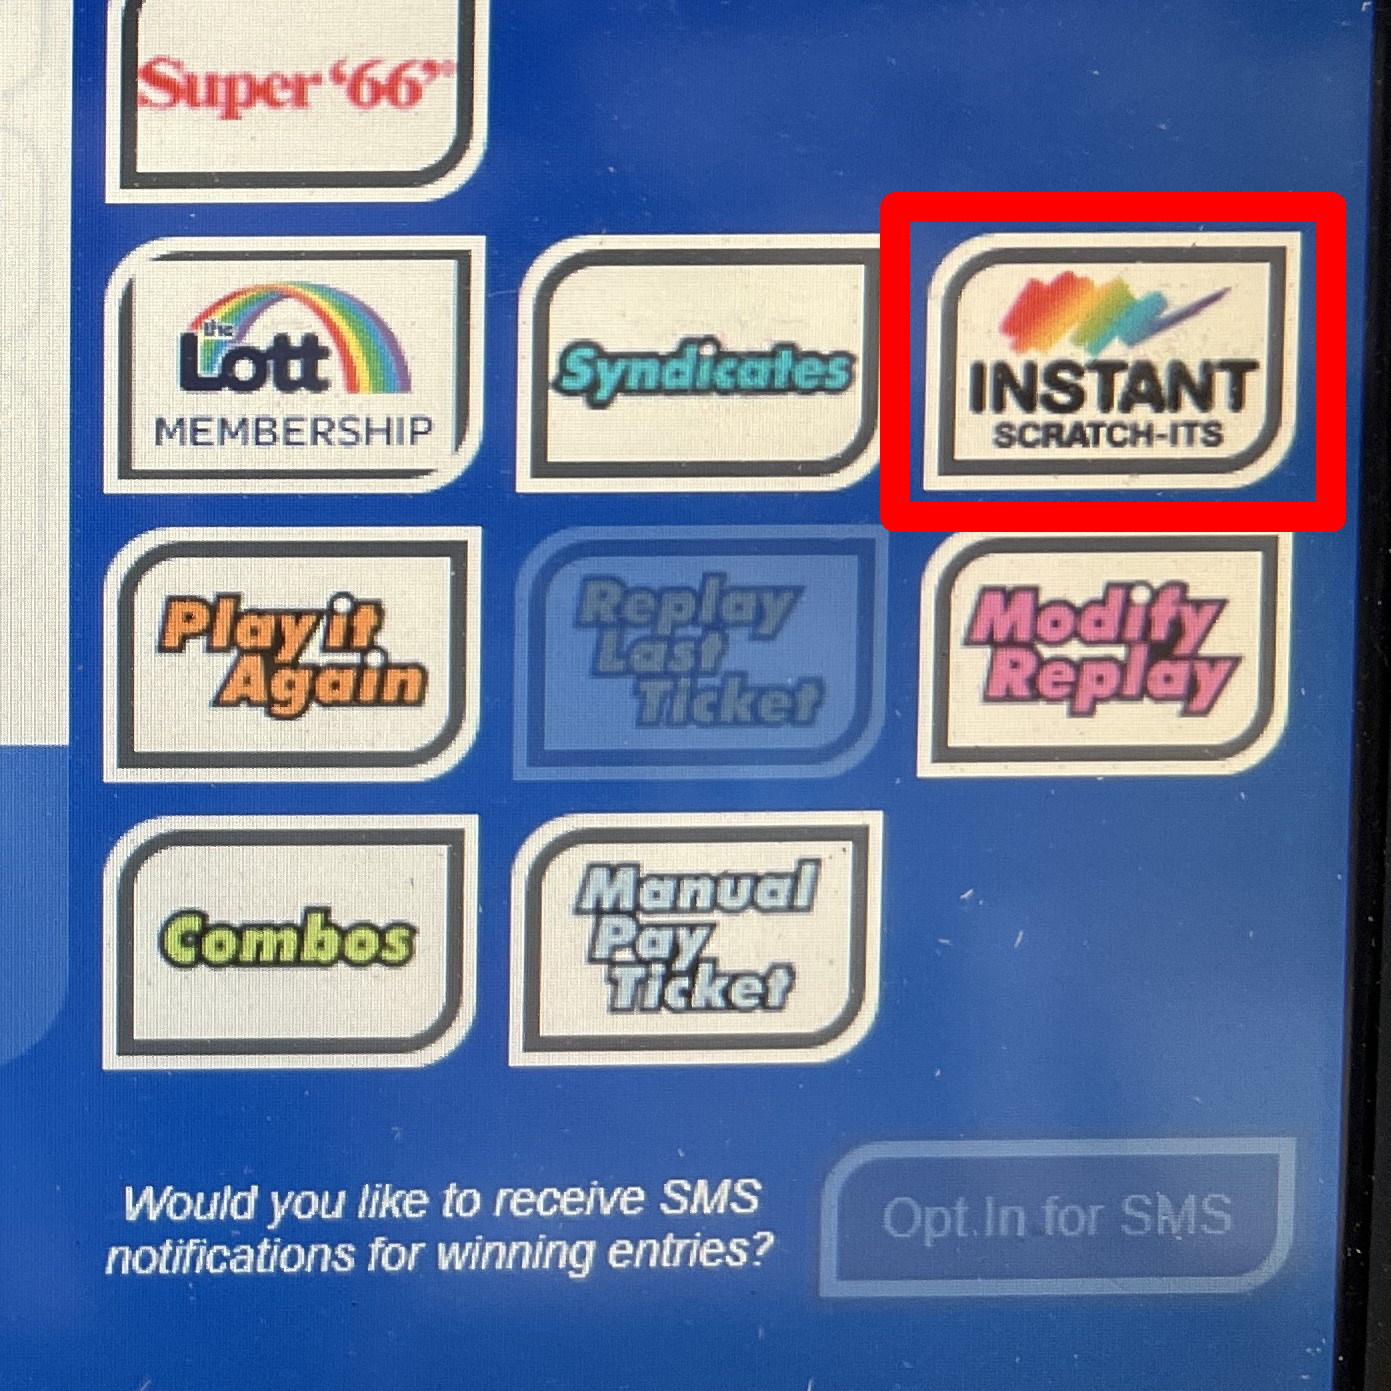 Super ‘66’
the
Lott
MEMBERSHIP
Syndicates
INSTANT
SCRATCH-ITS
Play it
Again
Replay
Last
Ticket
Modify
Replay
Combos
Manual
Pay
Ticket
Would you like to receive SMS
notifications for winning entries?
Opt In for SMS